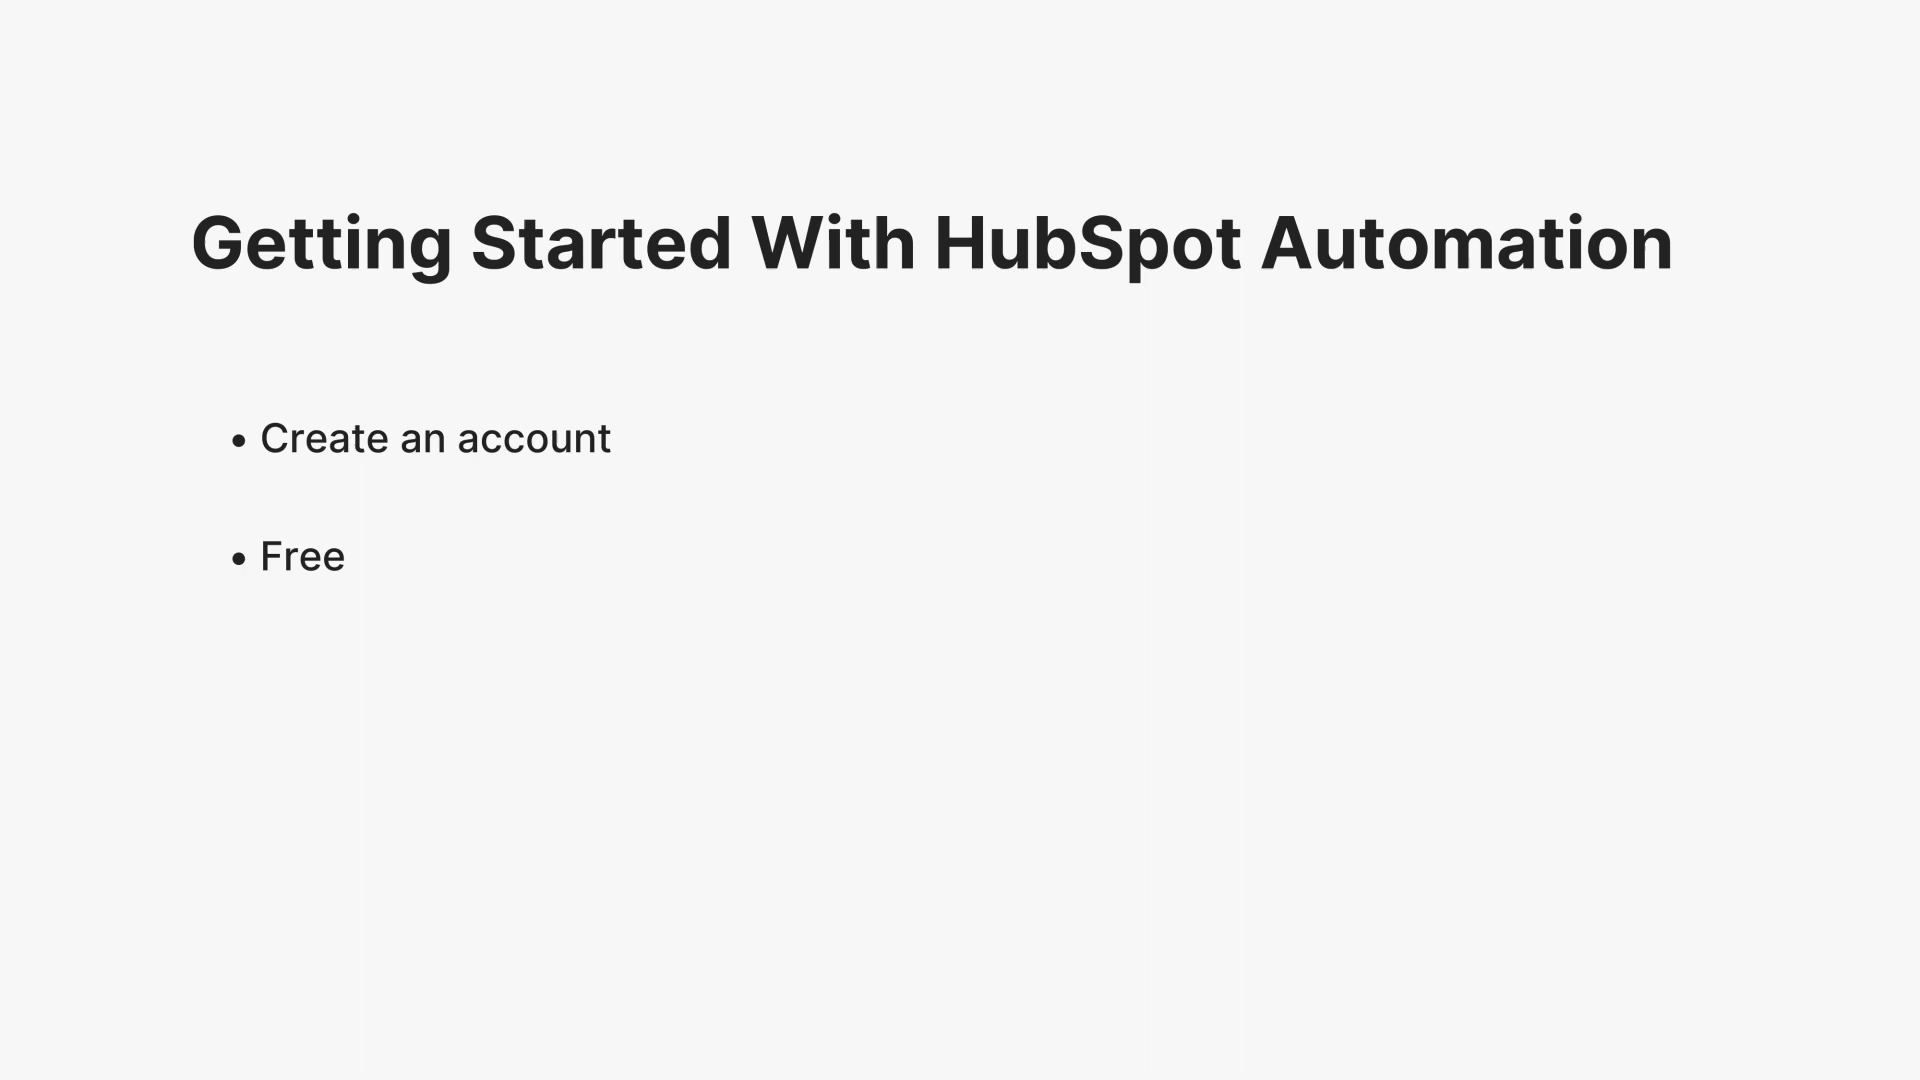 Getting Started With HubSpot Automation
• Create an account
• Free